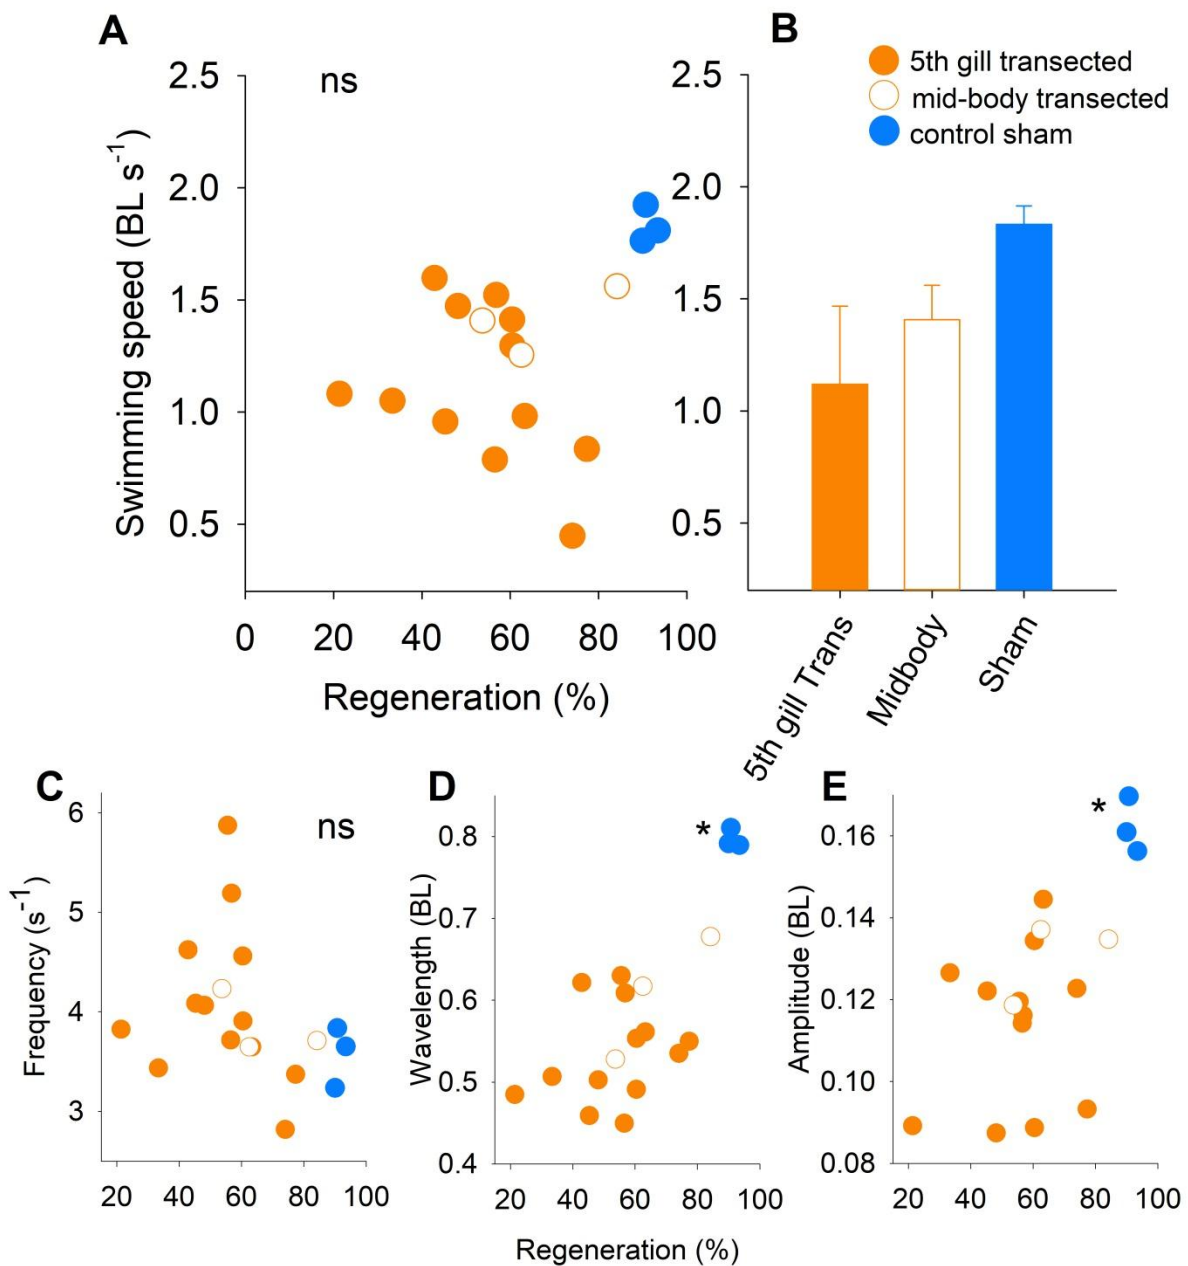 A
B
5th gill transected
mid-body transected
control sham
ns
Swimming speed (BL s⁻¹)
2.5
2.0
1.5
1.0
0.5
0 20 40 60 80 100
Regeneration (%)
2.5
2.0
1.5
1.0
0.5
5th gill Trans
Midbody
Sham
C
ns
Frequency (s⁻¹)
6
5
4
3
20 40 60 80 100
D
*
Wavelength (BL)
0.8
0.7
0.6
0.5
0.4
20 40 60 80 100
E
*
Amplitude (BL)
0.16
0.14
0.12
0.10
0.08
20 40 60 80 100
Regeneration (%)